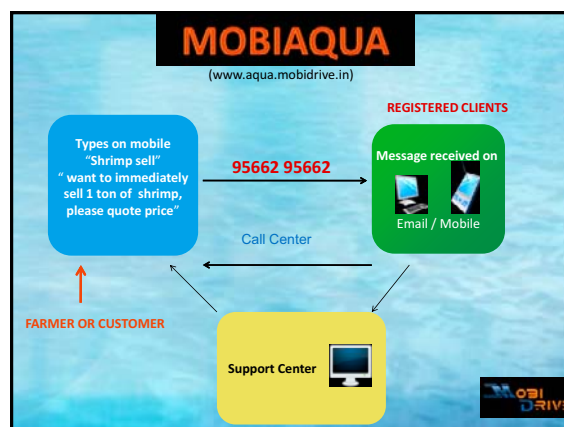 MOBIAQUA
(www.aqua.mobidrive.in)
REGISTERED CLIENTS
Types on mobile
"Shrimp sell"
" want to immediately
sell 1 ton of shrimp,
please quote price"
95662 95662
Message received on
Email / Mobile
Call Center
FARMER OR CUSTOMER
Support Center
MOBI
DRIVE